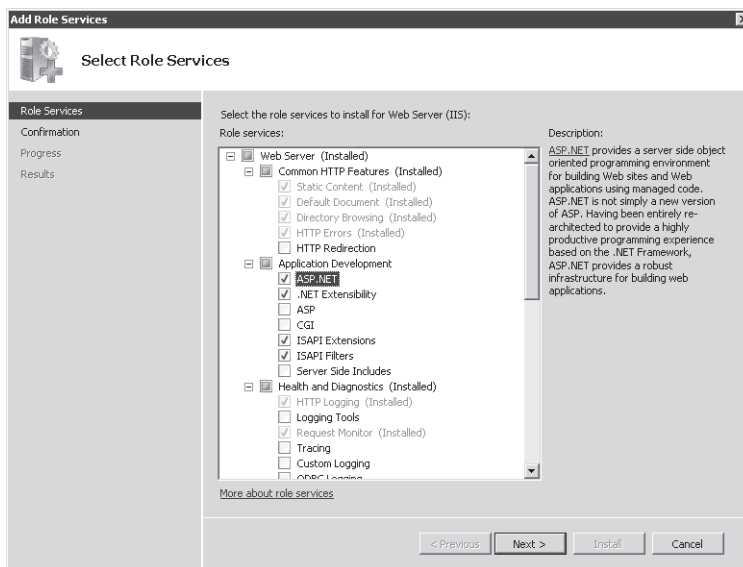 Add Role Services
Select Role Services
Role Services
Confirmation
Progress
Results
Select the role services to install for Web Server (IIS):
Role services:
Web Server (Installed)
Common HTTP Features (Installed)
Static Content (Installed)
Default Document (Installed)
Directory Browsing (Installed)
HTTP Errors (Installed)
HTTP Redirection
Application Development
ASP.NET
.NET Extensibility
ASP
CGI
ISAPI Extensions
ISAPI Filters
Server Side Includes
Health and Diagnostics (Installed)
HTTP Logging (Installed)
Logging Tools
Request Monitor (Installed)
Tracing
Custom Logging
ODBC Logging
More about role services
Description:
ASP.NET provides a server side object
oriented programming environment
for building Web sites and Web
applications using managed code.
ASP.NET is not simply a new version
of ASP. Having been entirely re-
architected to provide a highly
productive programming experience
based on the .NET Framework,
ASP.NET provides a robust
infrastructure for building web
applications.
< Previous
Next >
Install
Cancel